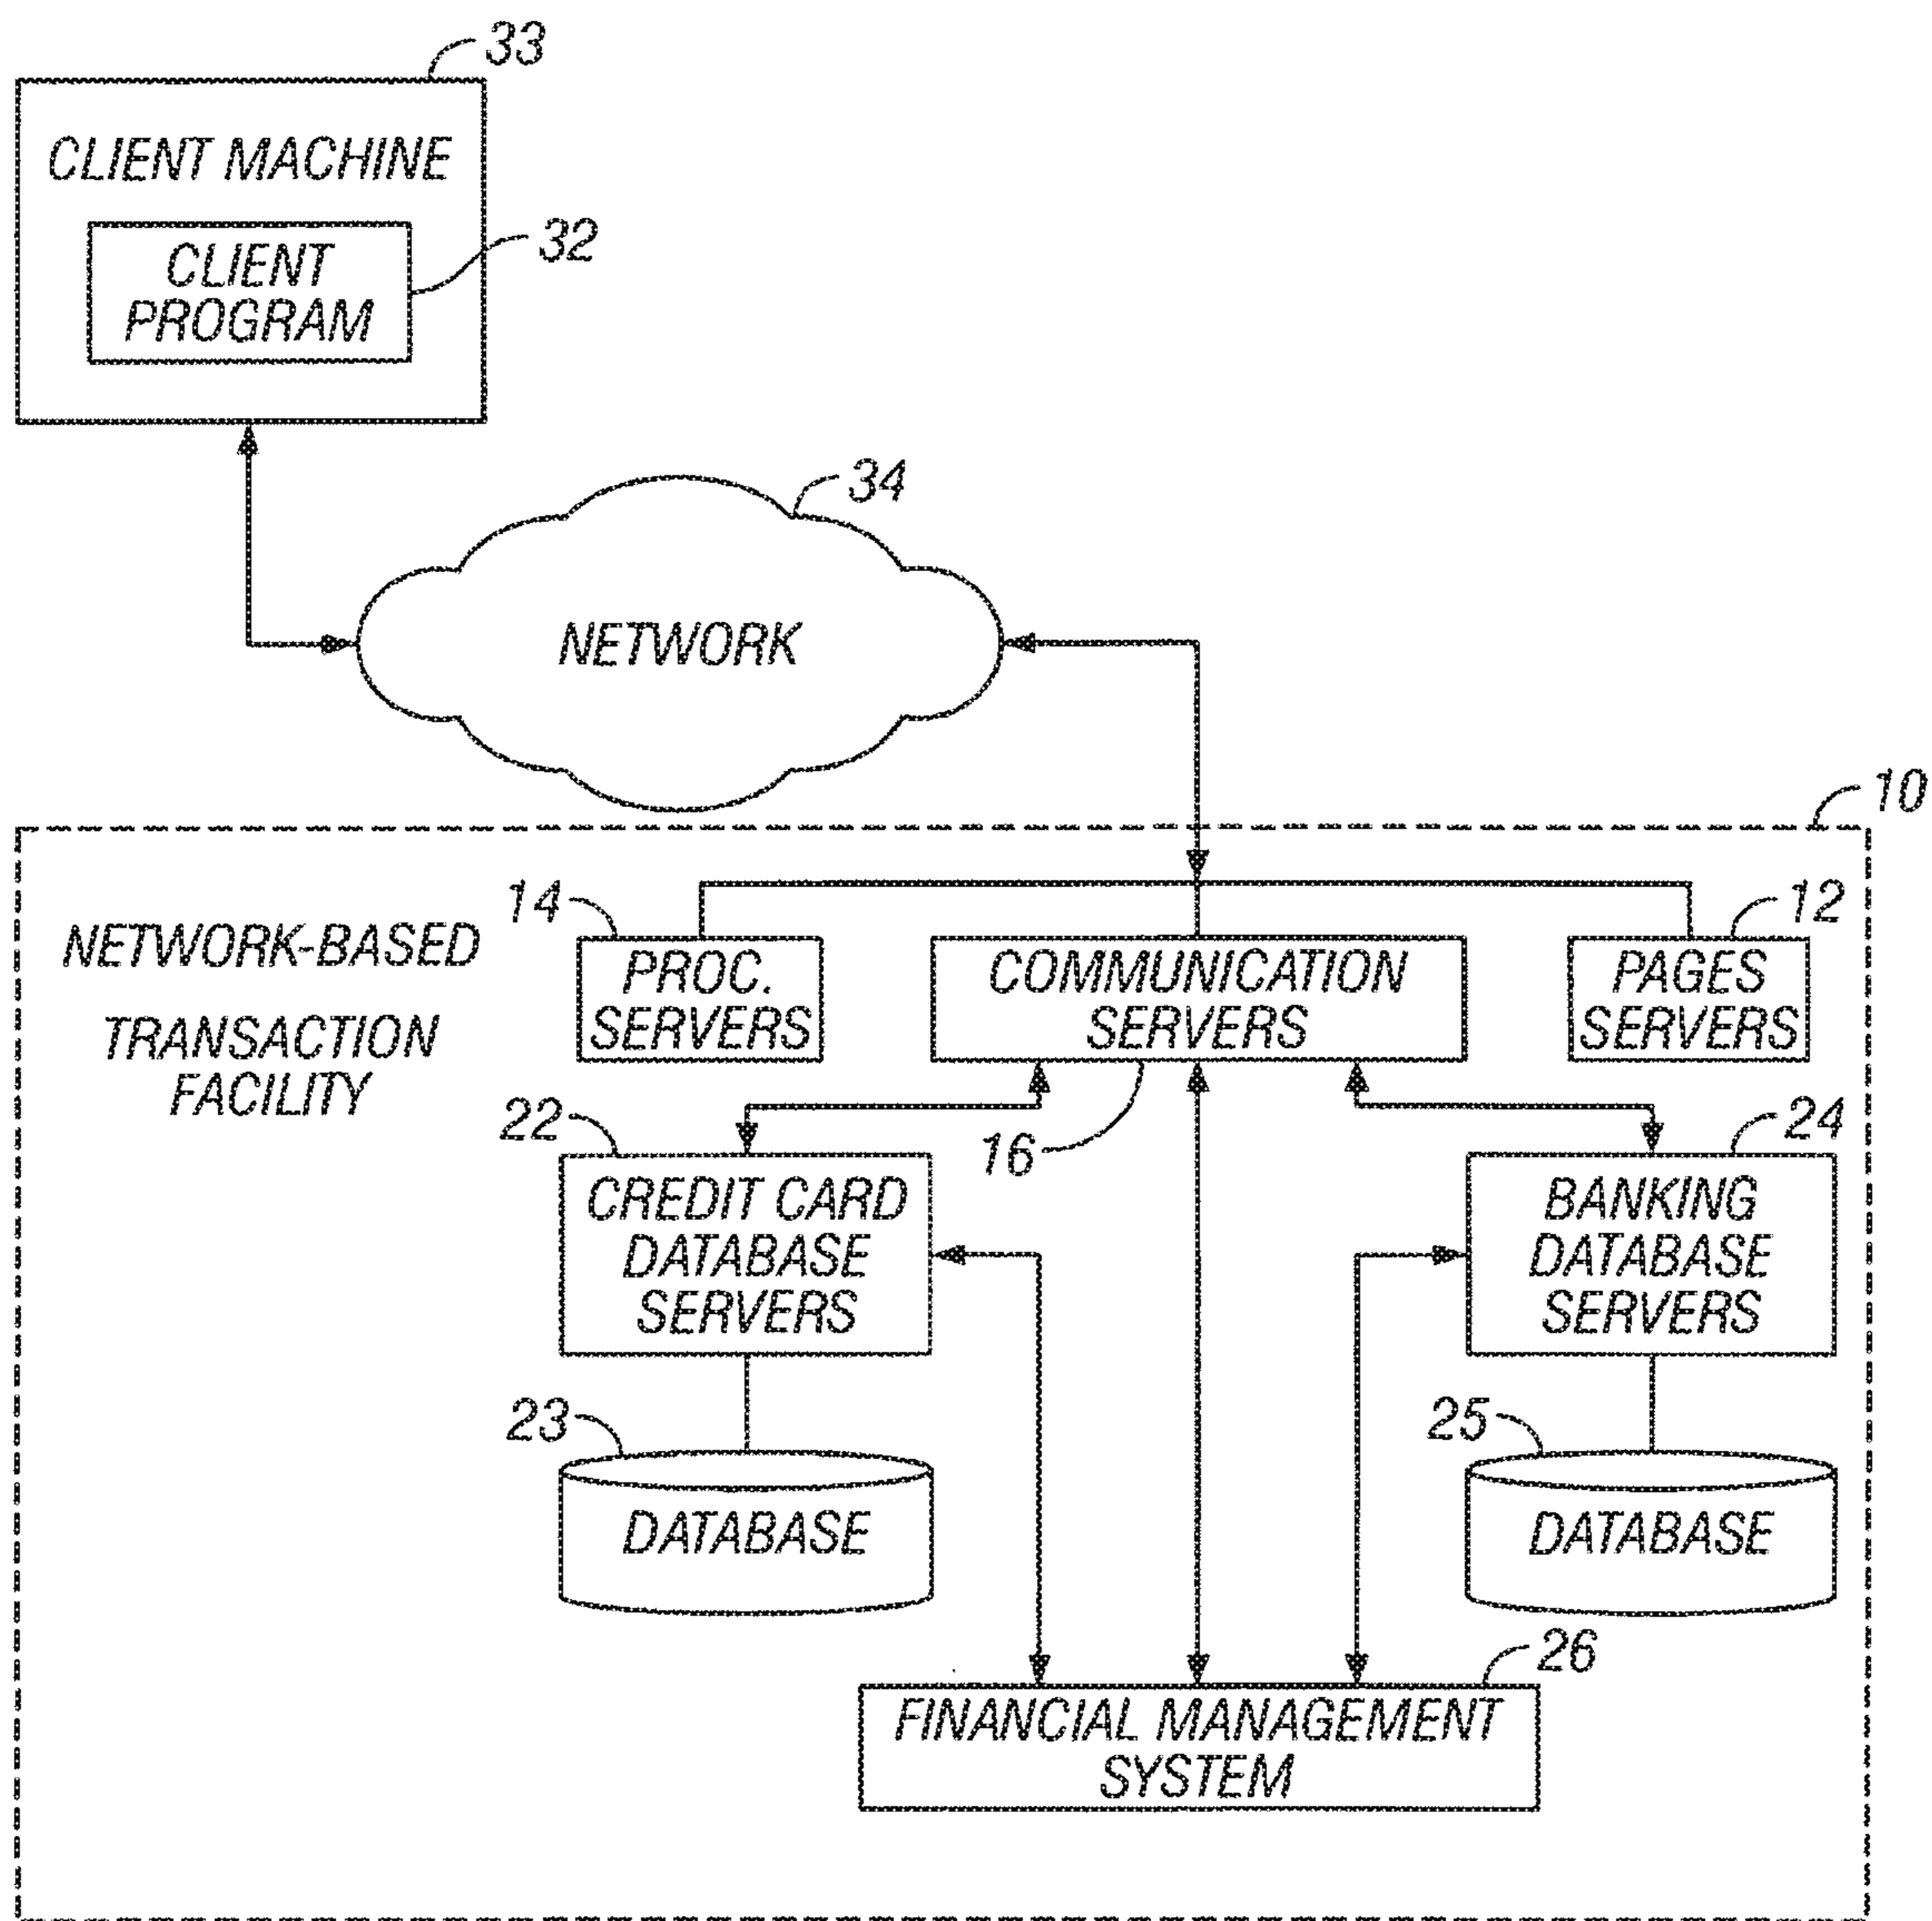 33
CLIENT MACHINE
32
CLIENT
PROGRAM
34
NETWORK
10
NETWORK-BASED
TRANSACTION
FACILITY
14
PROC.
SERVERS
COMMUNICATION
SERVERS
16
12
PAGES
SERVERS
22
CREDIT CARD
DATABASE
SERVERS
24
BANKING
DATABASE
SERVERS
23
DATABASE
25
DATABASE
26
FINANCIAL MANAGEMENT
SYSTEM